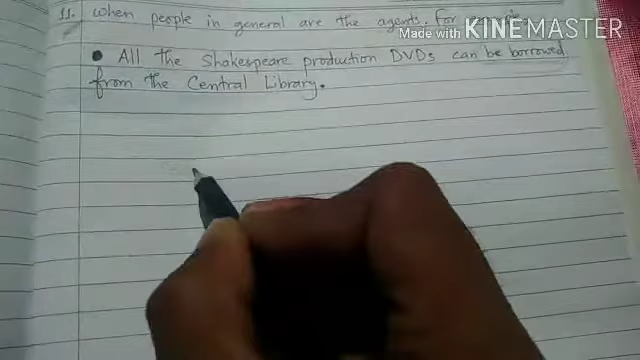 11. When people in general are the agents. For
Made with KINEMASTER
• All the Shakespeare production DVDs can be borrowed
from the Central Library.